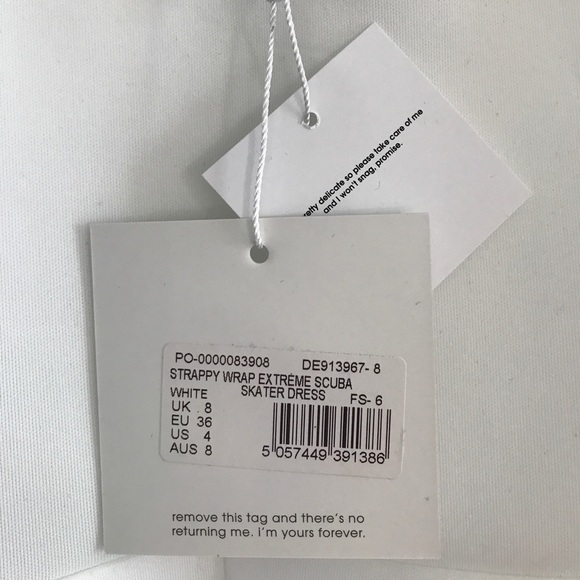 etty delicate so please take care of me
and i won't snag, promise.
PO-0000083908 DE913967- 8
STRAPPY WRAP EXTREME SCUBA
WHITE SKATER DRESS FS- 6
UK 8
EU 36
US 4
AUS 8
5 057449 391386
remove this tag and there's no
returning me. i'm yours forever.